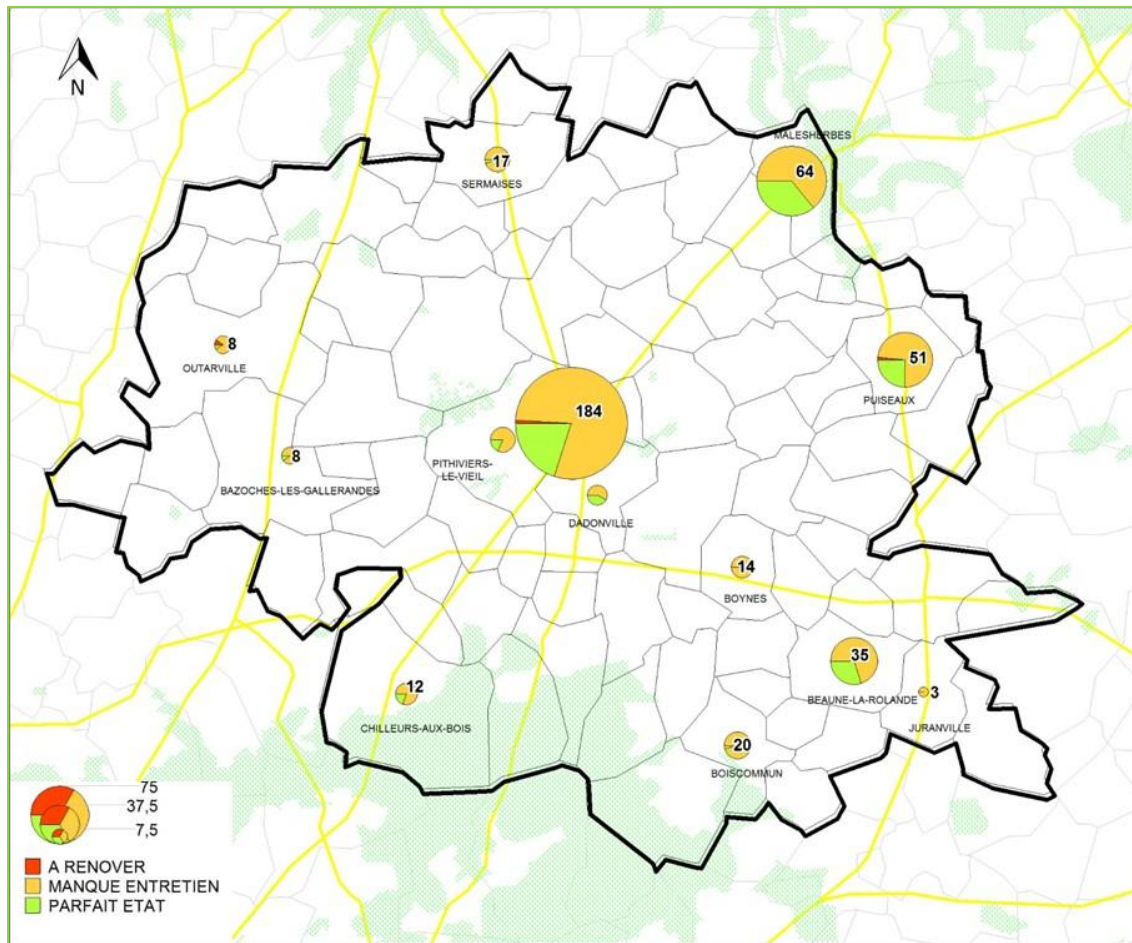 N
MALESHERBES
64
17
SERMAISES
8
OUTARVILLE
51
PUISEAUX
184
PITHIVIERS-
LE-VIEIL
8
BAZOCHES-LES-GALLERANDES
DADONVILLE
14
BOYNES
35
BEAUNE-LA-ROLANDE
3
JURANVILLE
12
CHILLEURS-AUX-BOIS
20
BOISCOMMUN
75
37,5
7,5
A RENOVER
MANQUE ENTRETIEN
PARFAIT ETAT